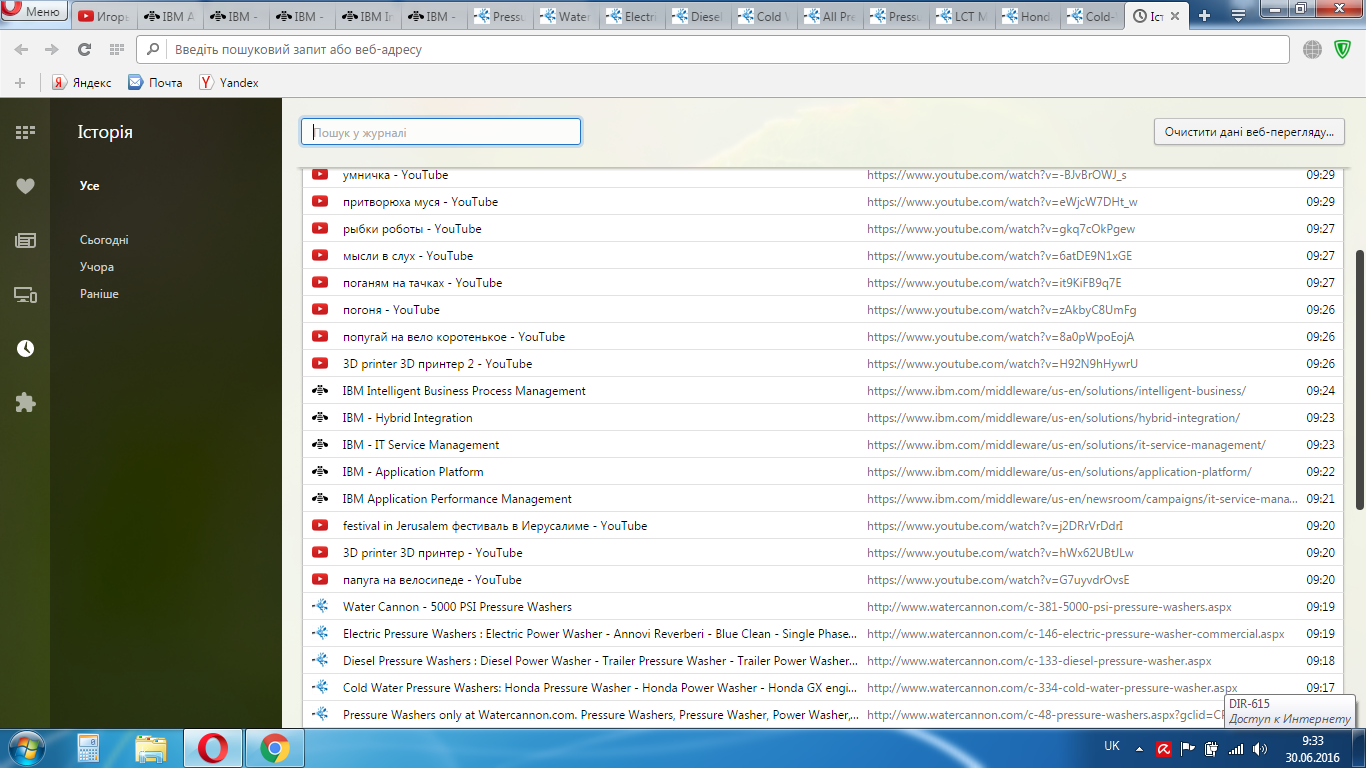 Меню Игорь IBM A IBM - IBM - IBM In IBM - Pressu Water Electri Diesel Cold W All Pre Pressu LCT M Hond Cold- Іст
Введіть пошуковий запит або веб-адресу
Яндекс Почта Yandex
Історія
Усе
Сьогодні
Учора
Раніше
Пошук у журналі Очистити дані веб-перегляду...
умничка - YouTube https://www.youtube.com/watch?v=-BJvBrOWJ_s 09:29
притворюха муся - YouTube https://www.youtube.com/watch?v=eWjcW7DHt_w 09:29
рыбки роботы - YouTube https://www.youtube.com/watch?v=gkq7cOkPgew 09:27
мысли в слух - YouTube https://www.youtube.com/watch?v=6atDE9N1xGE 09:27
поганям на тачках - YouTube https://www.youtube.com/watch?v=it9KiFB9q7E 09:27
погоня - YouTube https://www.youtube.com/watch?v=zAkbyC8UmFg 09:26
попугай на вело коротенькое - YouTube https://www.youtube.com/watch?v=8a0pWpoEojA 09:26
3D printer 3D принтер 2 - YouTube https://www.youtube.com/watch?v=H92N9hHywrU 09:26
IBM Intelligent Business Process Management https://www.ibm.com/middleware/us-en/solutions/intelligent-business/ 09:24
IBM - Hybrid Integration https://www.ibm.com/middleware/us-en/solutions/hybrid-integration/ 09:23
IBM - IT Service Management https://www.ibm.com/middleware/us-en/solutions/it-service-management/ 09:23
IBM - Application Platform https://www.ibm.com/middleware/us-en/solutions/application-platform/ 09:22
IBM Application Performance Management https://www.ibm.com/middleware/us-en/newsroom/campaigns/it-service-mana... 09:21
festival in Jerusalem фестиваль в Иерусалиме - YouTube https://www.youtube.com/watch?v=j2DRrVrDdrI 09:20
3D printer 3D принтер - YouTube https://www.youtube.com/watch?v=hWx62UBtJLw 09:20
папуга на велосипеде - YouTube https://www.youtube.com/watch?v=G7uyvdrOvsE 09:20
Water Cannon - 5000 PSI Pressure Washers http://www.watercannon.com/c-381-5000-psi-pressure-washers.aspx 09:19
Electric Pressure Washers : Electric Power Washer - Annovi Reverberi - Blue Clean - Single Phase... http://www.watercannon.com/c-146-electric-pressure-washer-commercial.aspx 09:19
Diesel Pressure Washers : Diesel Power Washer - Trailer Pressure Washer - Trailer Power Washer... http://www.watercannon.com/c-133-diesel-pressure-washer.aspx 09:18
Cold Water Pressure Washers: Honda Pressure Washer - Honda Power Washer - Honda GX engi... http://www.watercannon.com/c-334-cold-water-pressure-washer.aspx 09:17
Pressure Washers only at Watercannon.com. Pressure Washers, Pressure Washer, Power Washer,... http://www.watercannon.com/c-48-pressure-washers.aspx?gclid=CP
DIR-615
Доступ к Интернету
UK 9:33
30.06.2016